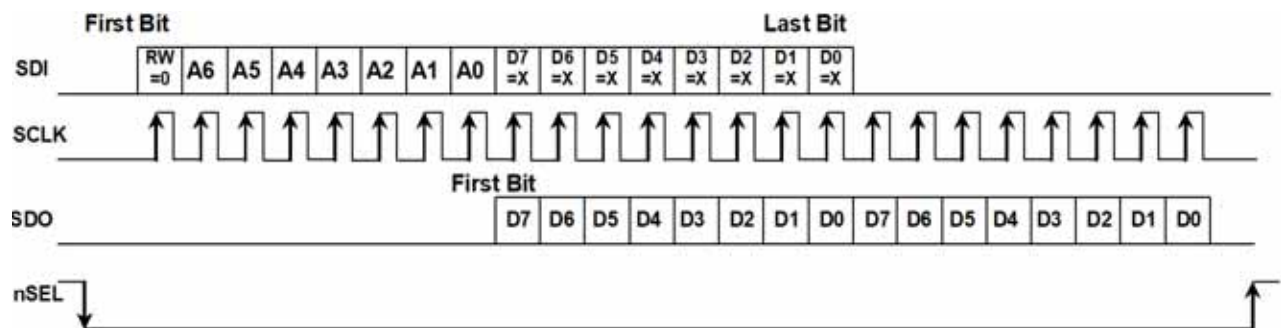 First Bit Last Bit
SDI RW =0 A6 A5 A4 A3 A2 A1 A0 D7 =X D6 =X D5 =X D4 =X D3 =X D2 =X D1 =X D0 =X
SCLK
First Bit
SDO D7 D6 D5 D4 D3 D2 D1 D0 D7 D6 D5 D4 D3 D2 D1 D0
nSEL